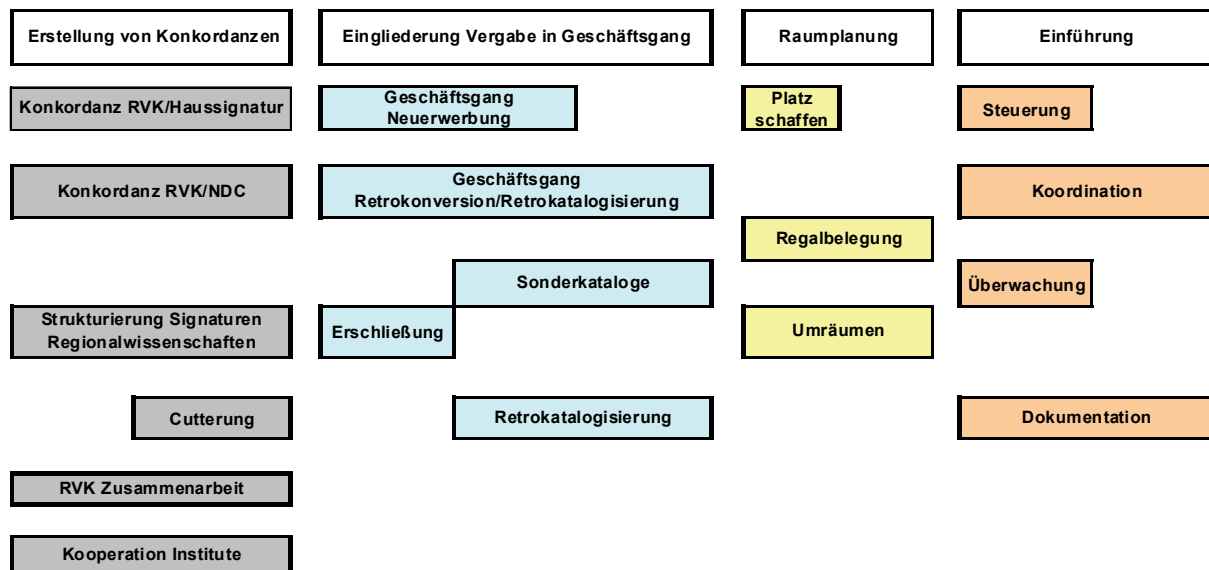 Erstellung von Konkordanzen
Eingliederung Vergabe in Geschäftsgang
Raumplanung
Einführung
Konkordanz RVK/Haussignatur
Geschäftsgang
Neuerwerbung
Platz
schaffen
Steuerung
Konkordanz RVK/NDC
Geschäftsgang
Retrokonversion/Retrokatalogisierung
Koordination
Regalbelegung
Sonderkataloge
Überwachung
Strukturierung Signaturen
Regionalwissenschaften
Erschließung
Umräumen
Cutterung
Retrokatalogisierung
Dokumentation
RVK Zusammenarbeit
Kooperation Institute